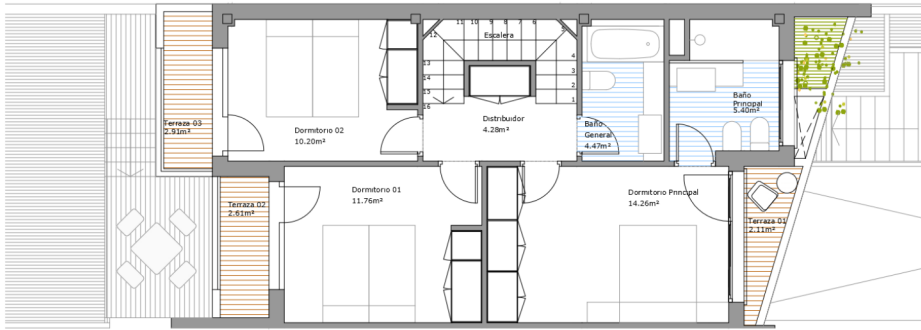 11 10 9 8 7 6
5
Escalera
4
3
2
1
13
14
15
16
12
Terraza 03
2.91m²
Dormitorio 02
10.20m²
Distribuidor
4.28m²
Baño
General
4.47m²
Baño
Principal
5.40m²
Dormitorio 01
11.76m²
Terraza 02
2.61m²
Dormitorio Principal
14.26m²
Terraza 01
2.11m²